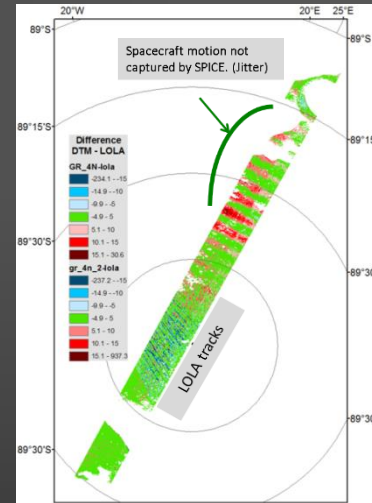 20°W
20°E
25°E
89°S
89°S
Spacecraft motion not
captured by SPICE. (Jitter)
89°15'S
89°15'S
Difference
DTM - LOLA
GR_4N-lola
-234.1 - -15
-14.9 - -10
-9.9 - -5
-4.9 - 5
5.1 - 10
10.1 - 15
15.1 - 30.6
gr_4n_2-lola
-237.2 - -15
-14.9 - -10
-9.9 - -5
-4.9 - 5
5.1 - 10
10.1 - 15
15.1 - 937.3
89°30'S
89°30'S
LOLA tracks
89°30'S
89°30'S